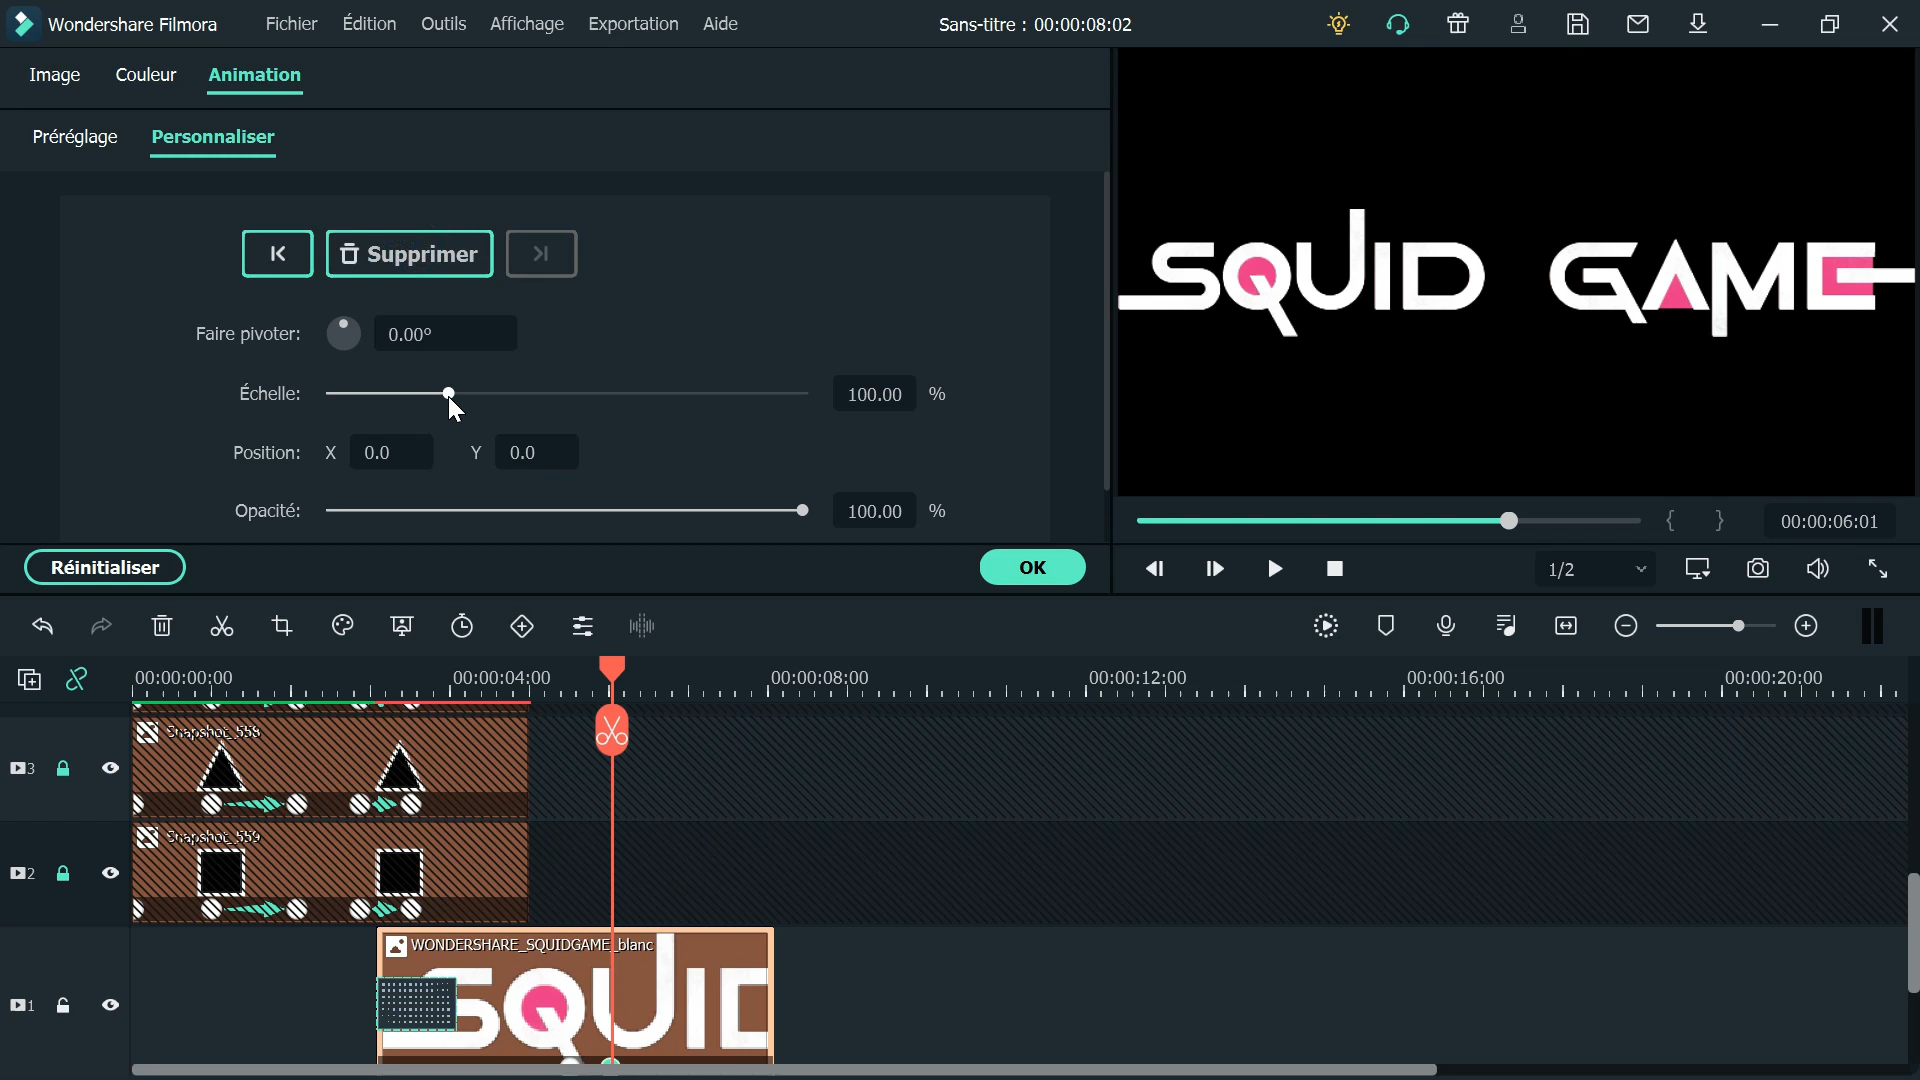 Wondershare Filmora Fichier Édition Outils Affichage Exportation Aide Sans-titre : 00:00:08:02
Image Couleur Animation
Préréglage Personnaliser
Supprimer
Faire pivoter: 0.00°
Échelle: 100.00 %
Position: X 0.0 Y 0.0
Opacité: 100.00 %
Réinitialiser OK
SQUID GAME
{ } 00:00:06:01
1/2
00:00:00:00 00:00:04:00 00:00:08:00 00:00:12:00 00:00:16:00 00:00:20:00
Snapshot_558
3
Snapshot_559
2
WONDERSHARE_SQUIDGAME_blanc
SQUID
1